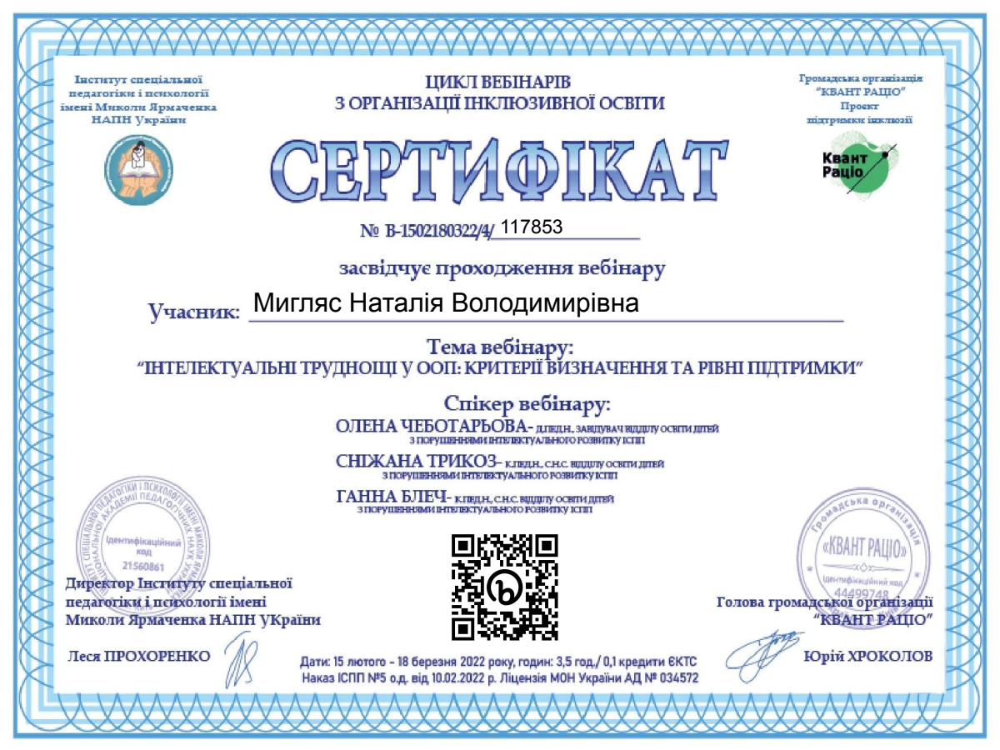 Інститут спеціальної
педагогіки і психології
імені Миколи Ярмаченка
НАПН України
ЦИКЛ ВЕБІНАРІВ
З ОРГАНІЗАЦІЇ ІНКЛЮЗИВНОЇ ОСВІТИ
Громадська організація
“КВАНТ РАЦІО”
Проєкт
підтримки інклюзії
Квант
Раціо
СЕРТИФІКАТ
№ В-1502180322/4/ 117853
засвідчує проходження вебінару
Учасник: Мигляс Наталія Володимирівна
Тема вебінару:
“ІНТЕЛЕКТУАЛЬНІ ТРУДНОЩІ У ООП: КРИТЕРІЇ ВИЗНАЧЕННЯ ТА РІВНІ ПІДТРИМКИ”
Спікер вебінару:
ОЛЕНА ЧЕБОТАРЬОВА- Д.ПЕД.Н., ЗАВІДУВАЧ ВІДДІЛУ ОСВІТИ ДІТЕЙ
З ПОРУШЕННЯМИ ІНТЕЛЕКТУАЛЬНОГО РОЗВИТКУ ІСПП
СНІЖАНА ТРИКОЗ- К.ПЕД.Н., С.Н.С. ВІДДІЛУ ОСВІТИ ДІТЕЙ
З ПОРУШЕННЯМИ ІНТЕЛЕКТУАЛЬНОГО РОЗВИТКУ ІСПП
ГАННА БЛЕЧ- К.ПЕД.Н., С.Н.С. ВІДДІЛУ ОСВІТИ ДІТЕЙ
З ПОРУШЕННЯМИ ІНТЕЛЕКТУАЛЬНОГО РОЗВИТКУ ІСПП
Ідентифікаційний
код
21560861
Директор Інституту спеціальної
педагогіки і психології імені
Миколи Ярмаченка НАПН УКраїни
Леся ПРОХОРЕНКО
Громадська організація
«КВАНТ РАЦІО»
Ідентифікаційний код
44499748
Голова громадської організації
“КВАНТ РАЦІО”
Юрій ХРОКОЛОВ
Дати: 15 лютого - 18 березня 2022 року, годин: 3,5 год./ 0,1 кредити ЄКТС
Наказ ІСПП №5 о.д. від 10.02.2022 р. Ліцензія МОН України АД № 034572